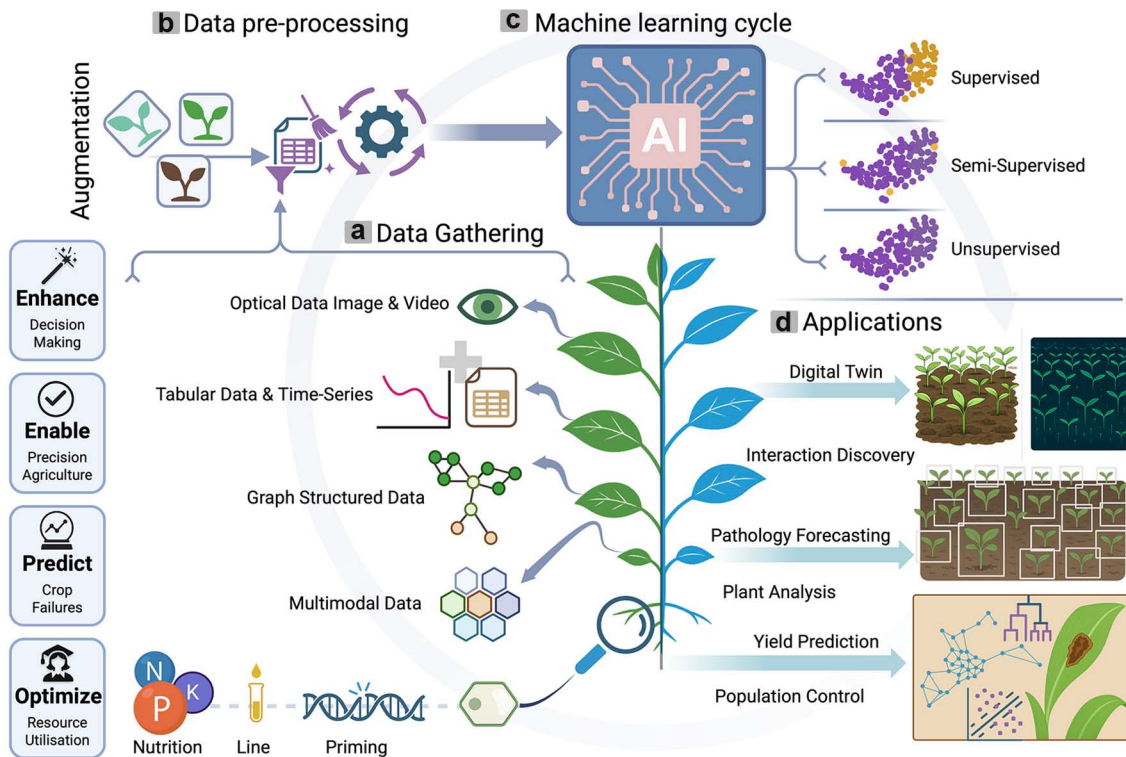 b Data pre-processing
c Machine learning cycle
Augmentation
AI
Supervised
Semi-Supervised
Unsupervised
a Data Gathering
Optical Data Image & Video
Tabular Data & Time-Series
Graph Structured Data
Multimodal Data
Enhance
Decision
Making
Enable
Precision
Agriculture
Predict
Crop
Failures
Optimize
Resource
Utilisation
N
P
K
Nutrition
Line
Priming
d Applications
Digital Twin
Interaction Discovery
Pathology Forecasting
Plant Analysis
Yield Prediction
Population Control